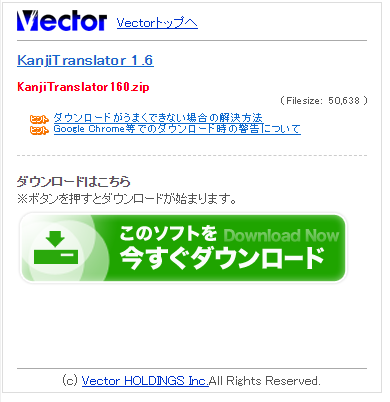 Vector Vectorトップへ
KanjiTranslator 1.6
KanjiTranslator160.zip
( Filesize: 50,638 )
ダウンロードがうまくできない場合の解決方法
Google Chrome等でのダウンロード時の警告について
ダウンロードはこちら
※ボタンを押すとダウンロードが始まります。
このソフトを Download Now
今すぐダウンロード
(c) Vector HOLDINGS Inc.All Rights Reserved.